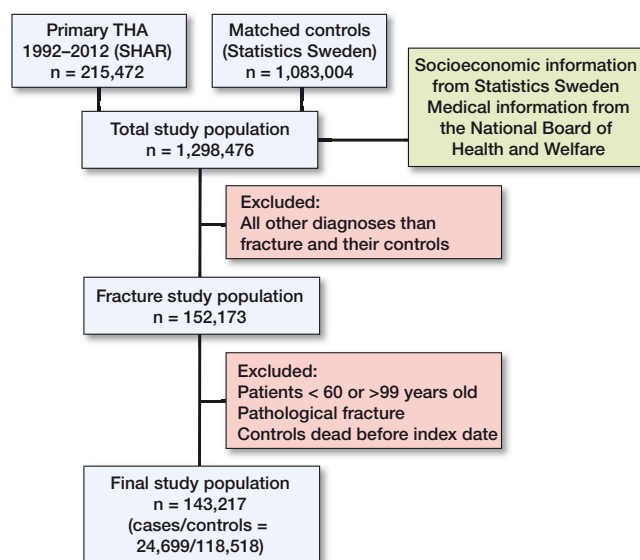 Primary THA
1992–2012 (SHAR)
n = 215,472
Matched controls
(Statistics Sweden)
n = 1,083,004
Socioeconomic information
from Statistics Sweden
Medical information from
the National Board of
Health and Welfare
Total study population
n = 1,298,476
Excluded:
All other diagnoses than
fracture and their controls
Fracture study population
n = 152,173
Excluded:
Patients < 60 or >99 years old
Pathological fracture
Controls dead before index date
Final study population
n = 143,217
(cases/controls =
24,699/118,518)